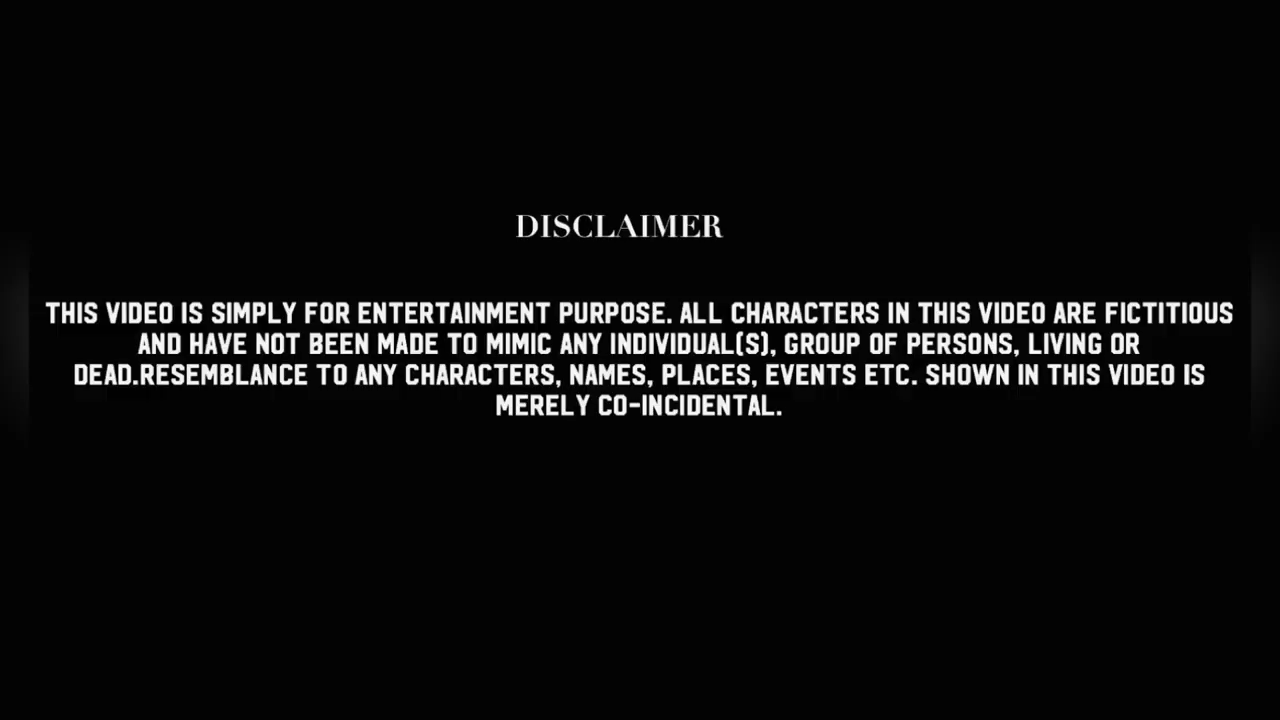 DISCLAIMER
THIS VIDEO IS SIMPLY FOR ENTERTAINMENT PURPOSE. ALL CHARACTERS IN THIS VIDEO ARE FICTITIOUS
AND HAVE NOT BEEN MADE TO MIMIC ANY INDIVIDUAL(S), GROUP OF PERSONS, LIVING OR
DEAD.RESEMBLANCE TO ANY CHARACTERS, NAMES, PLACES, EVENTS ETC. SHOWN IN THIS VIDEO IS
MERELY CO-INCIDENTAL.